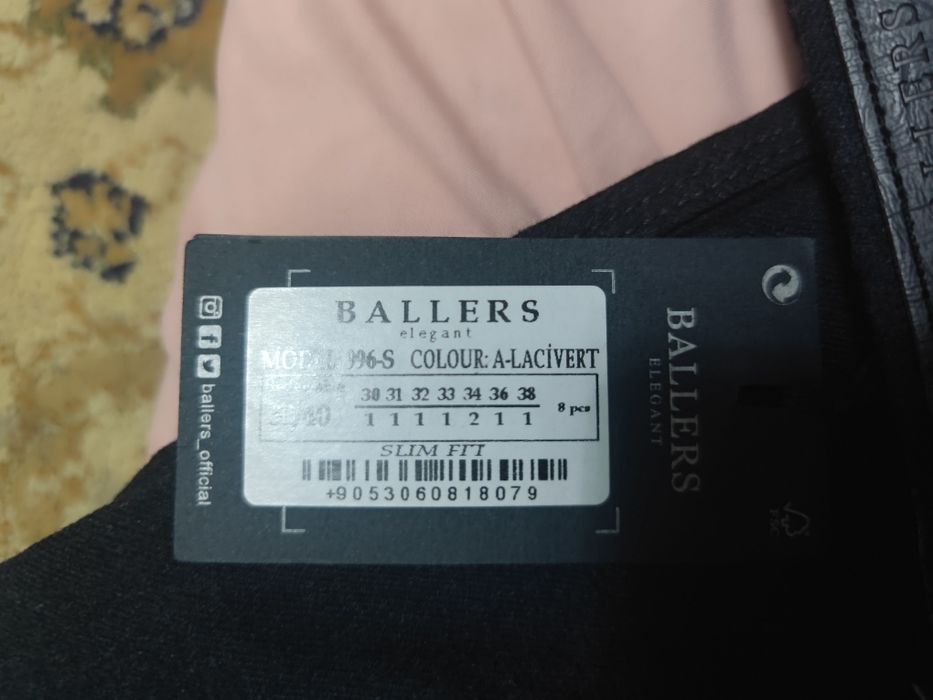 BALLERS
elegant
MODEL 996-S COLOUR: A-LACİVERT
30 31 32 33 34 36 38
1 1 1 1 2 1 1
8 pcs
SLIM FIT
+9053060818079
ballers_official
BALLERS
ELEGANT
LERS